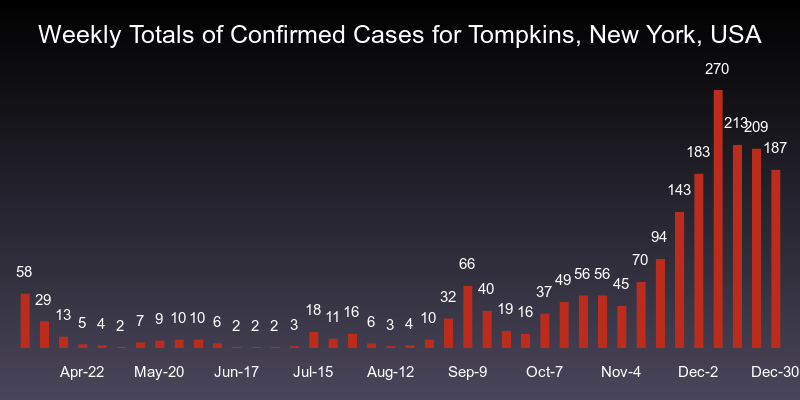 Weekly Totals of Confirmed Cases for Tompkins, New York, USA
58 29 13 5 4 2 7 9 10 10 6 2 2 2 3 18 11 16 6 3 4 10 32 66 40 19 16 37 49 56 56 45 70 94 143 183 270 213 209 187
Apr-22 May-20 Jun-17 Jul-15 Aug-12 Sep-9 Oct-7 Nov-4 Dec-2 Dec-30